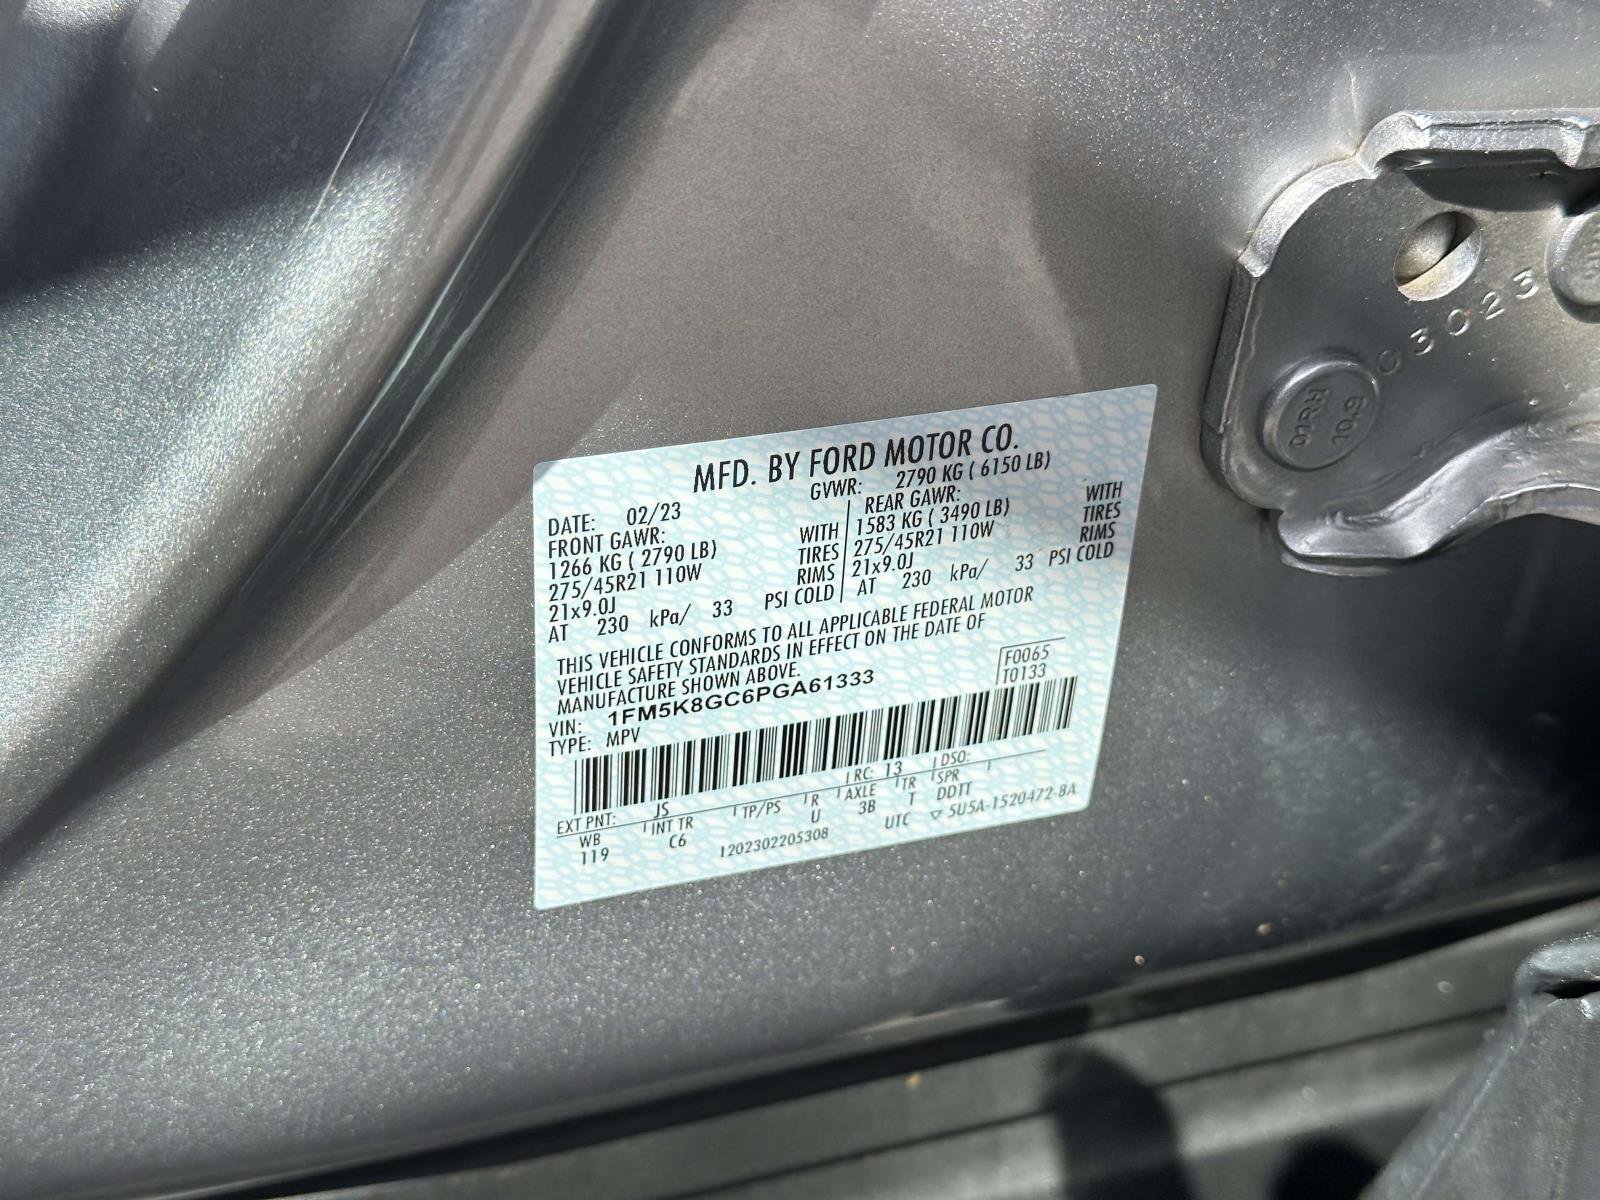 MFD. BY FORD MOTOR CO.
DATE: 02/23 GVWR: 2790 KG ( 6150 LB)
FRONT GAWR: REAR GAWR:
1266 KG ( 2790 LB) WITH 1583 KG ( 3490 LB) WITH
275/45R21 110W TIRES 275/45R21 110W TIRES
21x9.0J RIMS 21x9.0J RIMS
AT 230 kPa/ 33 PSI COLD AT 230 kPa/ 33 PSI COLD
THIS VEHICLE CONFORMS TO ALL APPLICABLE FEDERAL MOTOR
VEHICLE SAFETY STANDARDS IN EFFECT ON THE DATE OF
MANUFACTURE SHOWN ABOVE.
F0065
VIN: 1FM5K8GC6PGA61333 T0133
TYPE: MPV
EXT PNT: JS RC: 13 DSO:
WB INT TR TP/PS R AXLE TR SPR
119 C6 U 3B T DDTT
1202302205308 UTC ▽ 5U5A-1520472-BA
03023